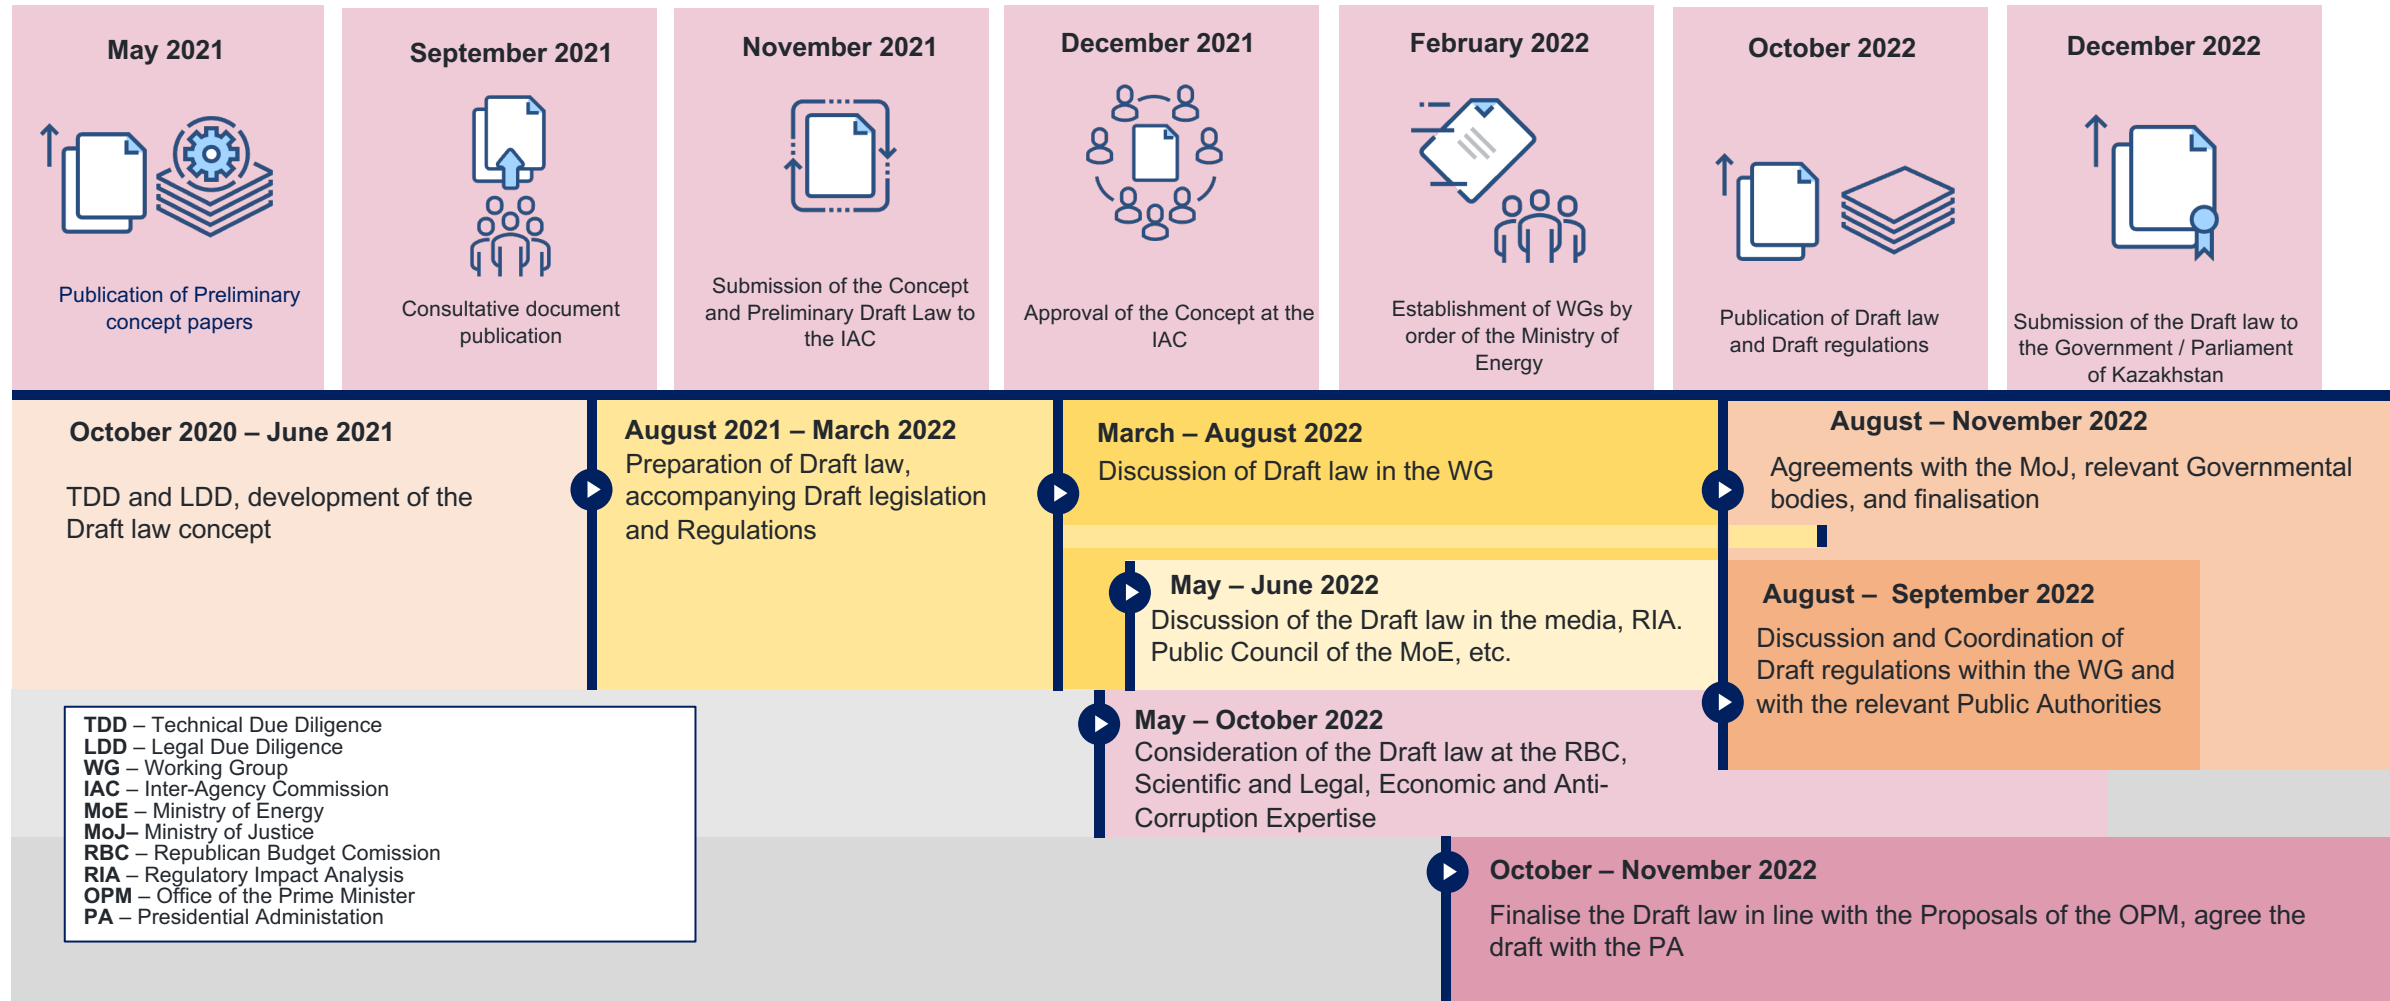 May 2021
Publication of Preliminary
concept papers
September 2021
Consultative document
publication
November 2021
Submission of the Concept
and Preliminary Draft Law to
the IAC
December 2021
Approval of the Concept at the
IAC
February 2022
Establishment of WGs by
order of the Ministry of
Energy
October 2022
Publication of Draft law
and Draft regulations
December 2022
Submission of the Draft law to
the Government / Parliament
of Kazakhstan
October 2020 – June 2021
TDD and LDD, development of the
Draft law concept
August 2021 – March 2022
Preparation of Draft law,
accompanying Draft legislation
and Regulations
March – August 2022
Discussion of Draft law in the WG
August – November 2022
Agreements with the MoJ, relevant Governmental
bodies, and finalisation
May – June 2022
Discussion of the Draft law in the media, RIA.
Public Council of the MoE, etc.
August – September 2022
Discussion and Coordination of
Draft regulations within the WG and
with the relevant Public Authorities
May – October 2022
Consideration of the Draft law at the RBC,
Scientific and Legal, Economic and Anti-
Corruption Expertise
October – November 2022
Finalise the Draft law in line with the Proposals of the OPM, agree the
draft with the PA
TDD – Technical Due Diligence
LDD – Legal Due Diligence
WG – Working Group
IAC – Inter-Agency Commission
MoE – Ministry of Energy
MoJ– Ministry of Justice
RBC – Republican Budget Comission
RIA – Regulatory Impact Analysis
OPM – Office of the Prime Minister
PA – Presidential Administation